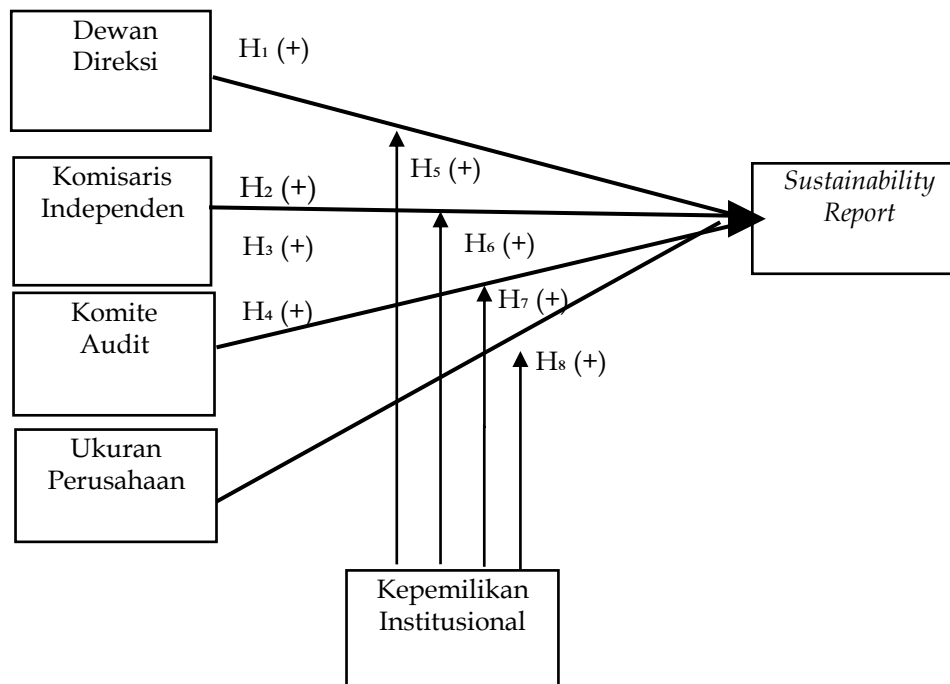 Dewan
Direksi
H₁ (+)
H₅ (+)
Komisaris
Independen
H₂ (+)
Sustainability
Report
H₃ (+)
H₆ (+)
Komite
Audit
H₄ (+)
H₇ (+)
H₈ (+)
Ukuran
Perusahaan
Kepemilikan
Institusional